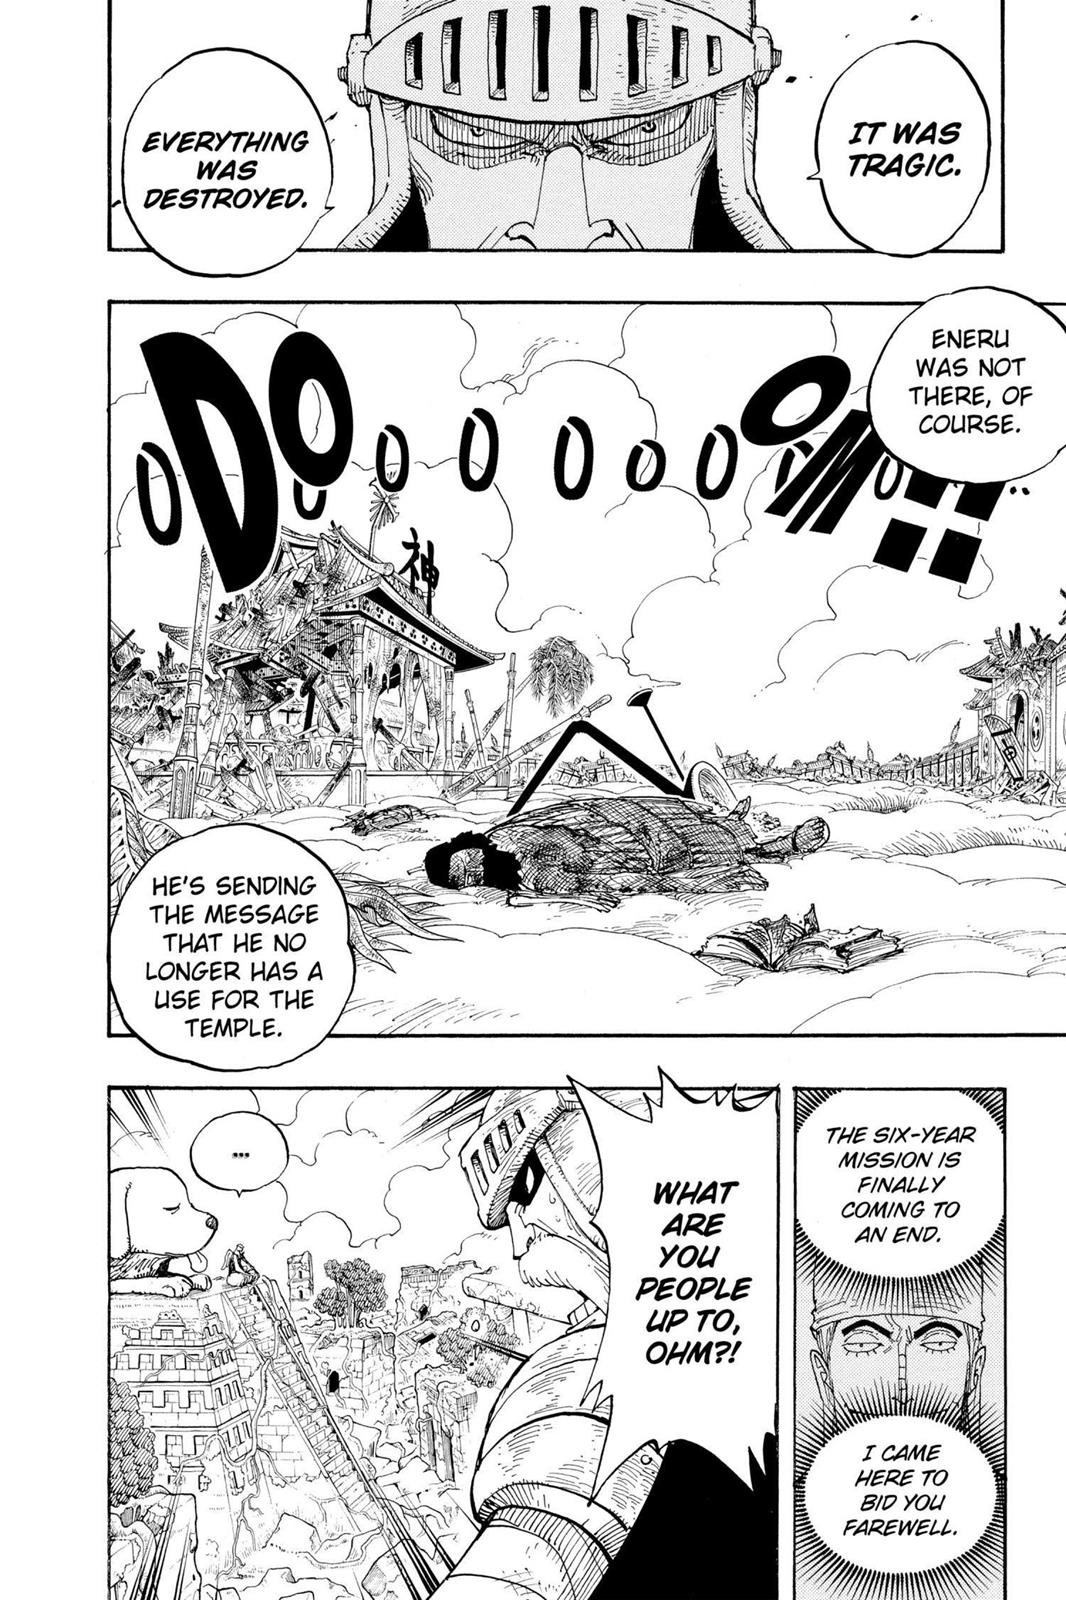 IT WAS
TRAGIC.
EVERYTHING
WAS
DESTROYED.
ENERU
WAS NOT
THERE, OF
COURSE.
DOOM!!
神
HE'S SENDING
THE MESSAGE
THAT HE NO
LONGER HAS A
USE FOR THE
TEMPLE.
THE SIX-YEAR
MISSION IS
FINALLY
COMING TO
AN END.
I CAME
HERE TO
BID YOU
FAREWELL.
WHAT
ARE
YOU
PEOPLE
UP TO,
OHM?!
...